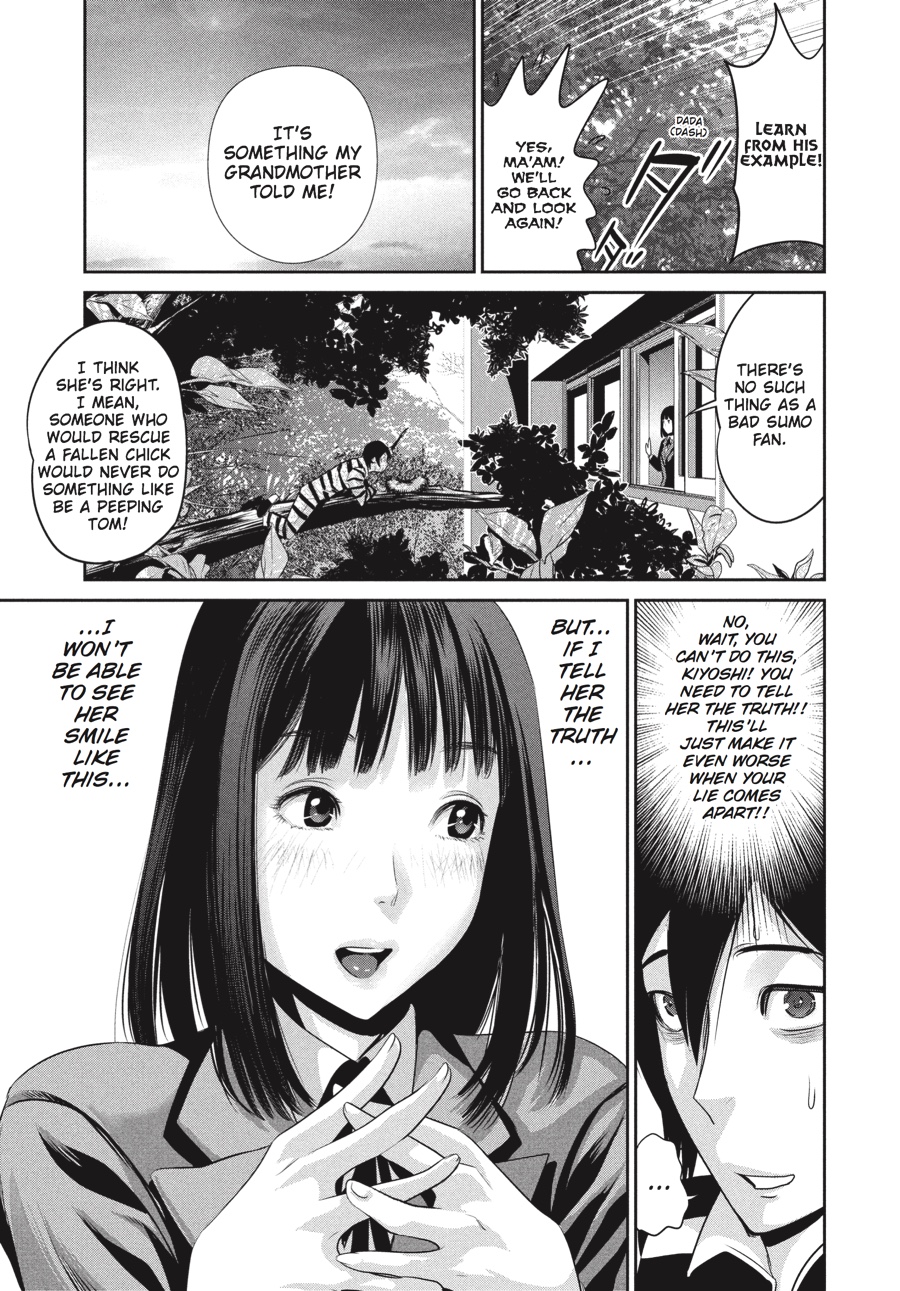 LEARN
FROM HIS
EXAMPLE!
DADA
(DASH)
ダダ
YES,
MA'AM!
WE'LL
GO BACK
AND LOOK
AGAIN!
IT'S
SOMETHING MY
GRANDMOTHER
TOLD ME!
THERE'S
NO SUCH
THING AS A
BAD SUMO
FAN.
I THINK
SHE'S RIGHT.
I MEAN,
SOMEONE WHO
WOULD RESCUE
A FALLEN CHICK
WOULD NEVER DO
SOMETHING LIKE
BE A PEEPING
TOM!
NO,
WAIT, YOU
CAN'T DO THIS,
KIYOSHI! YOU
NEED TO TELL
HER THE TRUTH!!
THIS'LL
JUST MAKE IT
EVEN WORSE
WHEN YOUR
LIE COMES
APART!!
...
BUT...
IF I
TELL
HER
THE
TRUTH
...
...I
WON'T
BE ABLE
TO SEE
HER
SMILE
LIKE
THIS...